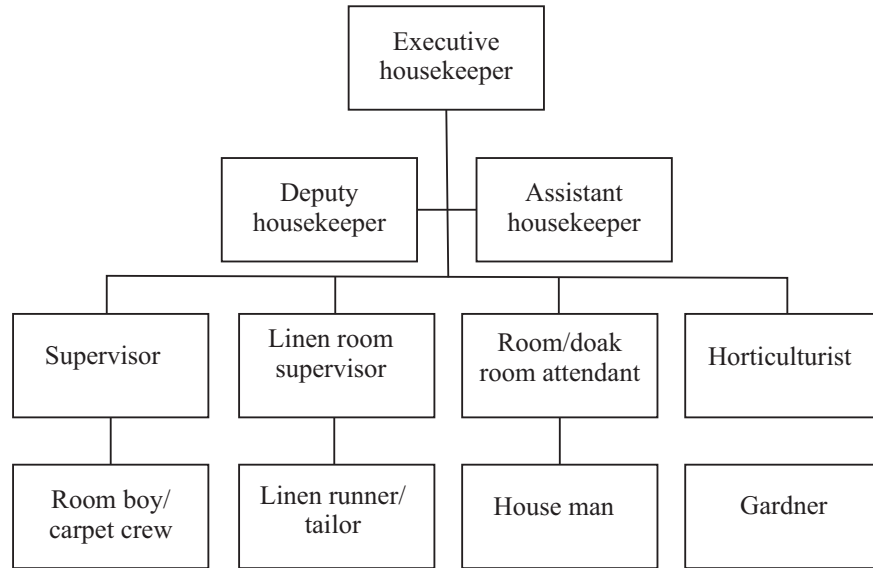 Executive
housekeeper
Deputy
housekeeper
Assistant
housekeeper
Supervisor
Linen room
supervisor
Room/doak
room attendant
Horticulturist
Room boy/
carpet crew
Linen runner/
tailor
House man
Gardner